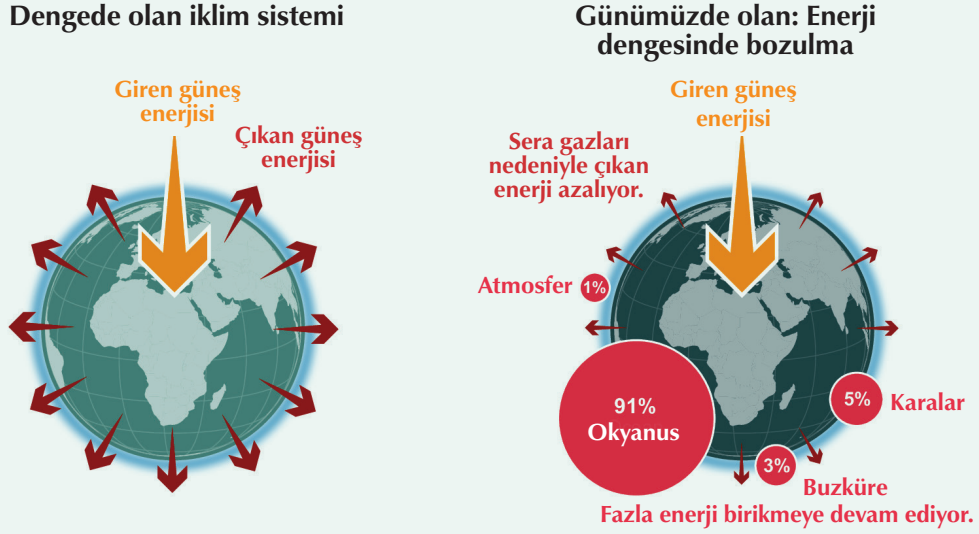 Dengede olan iklim sistemi
Giren güneş
enerjisi
Çıkan güneş
enerjisi
Günümüzde olan: Enerji
dengesinde bozulma
Giren güneş
enerjisi
Sera gazları
nedeniyle çıkan
enerji azalıyor.
Atmosfer 1%
91%
Okyanus
5% Karalar
3%
Buzküre
Fazla enerji birikmeye devam ediyor.